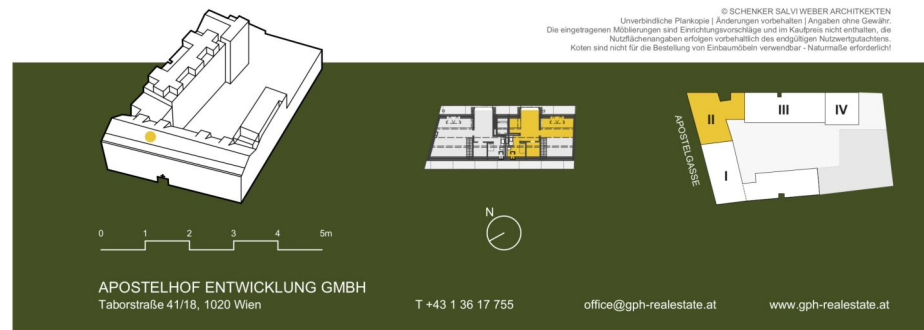 © SCHENKER SALVI WEBER ARCHITKEKTEN
Unverbindliche Plankopie | Änderungen vorbehalten | Angaben ohne Gewähr.
Die eingetragenen Möblierungen sind Einrichtungsvorschläge und im Kaufpreis nicht enthalten, die
Nutzflächenangaben erfolgen vorbehaltlich des endgültigen Nutzwertgutachtens.
Koten sind nicht für die Bestellung von Einbaumöbeln verwendbar - Naturmaße erforderlich!
II
III
IV
I
APOSTELGASSE
N
0 1 2 3 4 5m
APOSTELHOF ENTWICKLUNG GMBH
Taborstraße 41/18, 1020 Wien
T +43 1 36 17 755
office@gph-realestate.at
www.gph-realestate.at